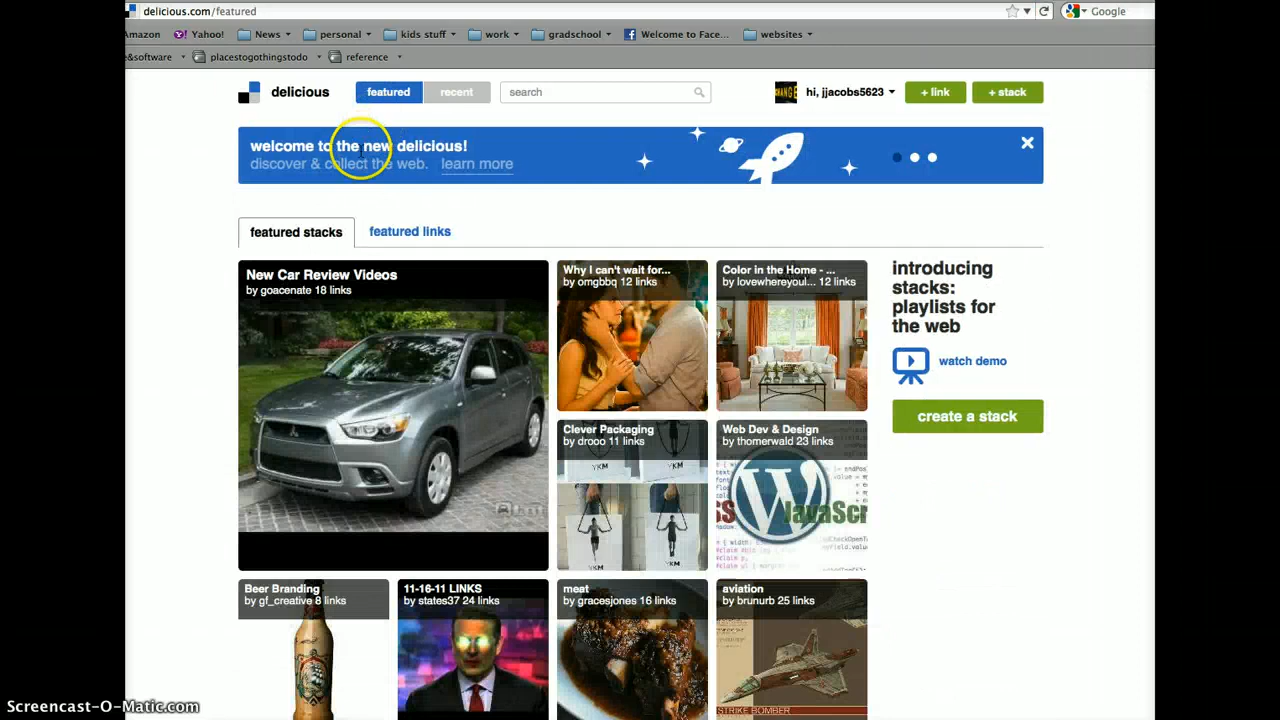 delicious.com/featured
Google
Amazon Yahoo! News personal kids stuff work gradschool Welcome to Face... websites
e&software placestogothingstodo reference
delicious featured recent search hi, jjacobs5623 + link + stack
welcome to the new delicious!
discover & collect the web. learn more
featured stacks featured links
New Car Review Videos
by goacenate 18 links
Why I can't wait for...
by omgbbq 12 links
Color in the Home - ...
by lovewhereyoul... 12 links
introducing
stacks:
playlists for
the web
watch demo
create a stack
Clever Packaging
by drooo 11 links
YKM YKM
Web Dev & Design
by thomerwald 23 links
JavaScr
Beer Branding
by gf_creative 8 links
11-16-11 LINKS
by states37 24 links
meat
by gracesjones 16 links
aviation
by brunurb 25 links
STRIKE BOMBER
CHANGE
Screencast-O-Matic.com